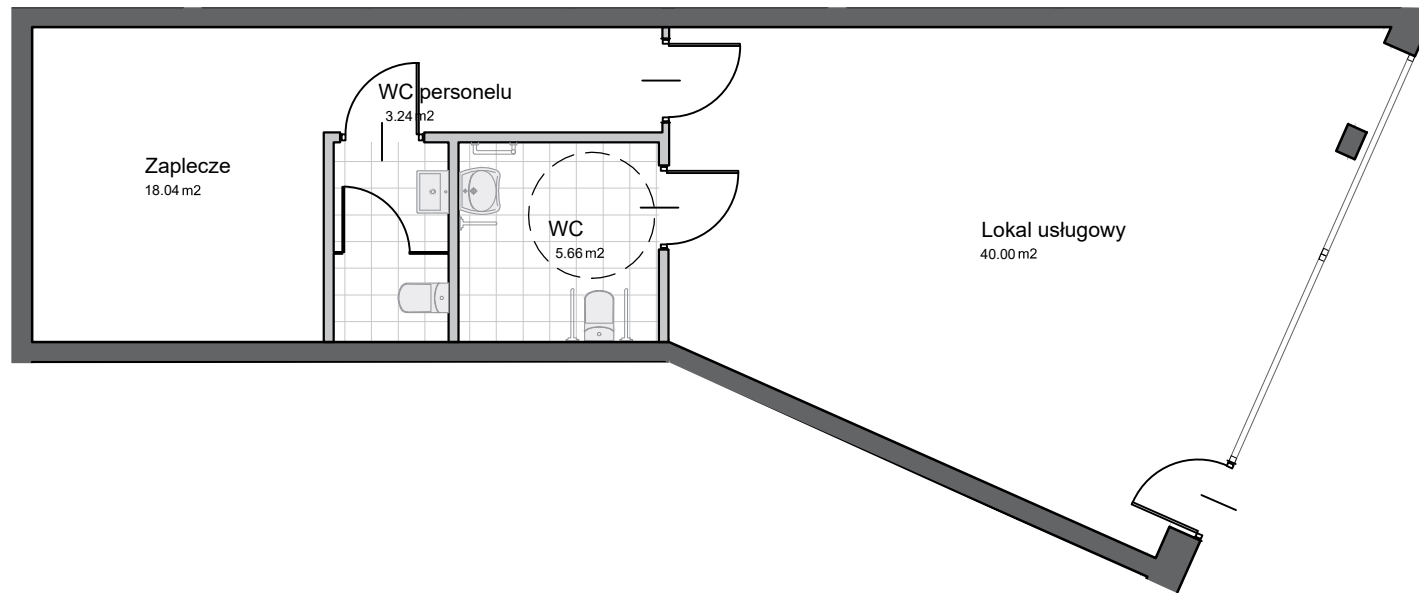 WC personelu
3.24 m2
Zaplecze
18.04 m2
WC
5.66 m2
Lokal usługowy
40.00 m2